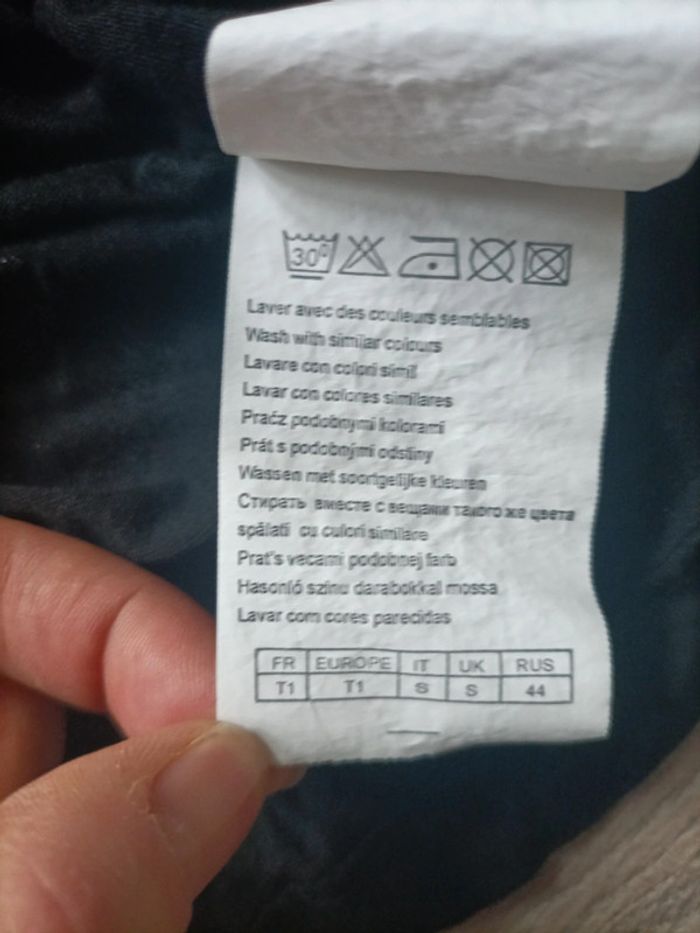 30°
Laver avec des couleurs semblables
Wash with similar colours
Lavare con colori simil
Lavar con colores similares
Prać z podobnymi kolorami
Prát s podobnými odstíny
Wassen met soortgelijke kleuren
Стирать вместе с вещами такого же цвета
spălati cu culori similare
Prat's vecami podobnej farb
Hasonló színu darabokkal mossa
Lavar com cores parecidas
FR EUROPE IT UK RUS
T1 T1 S S 44